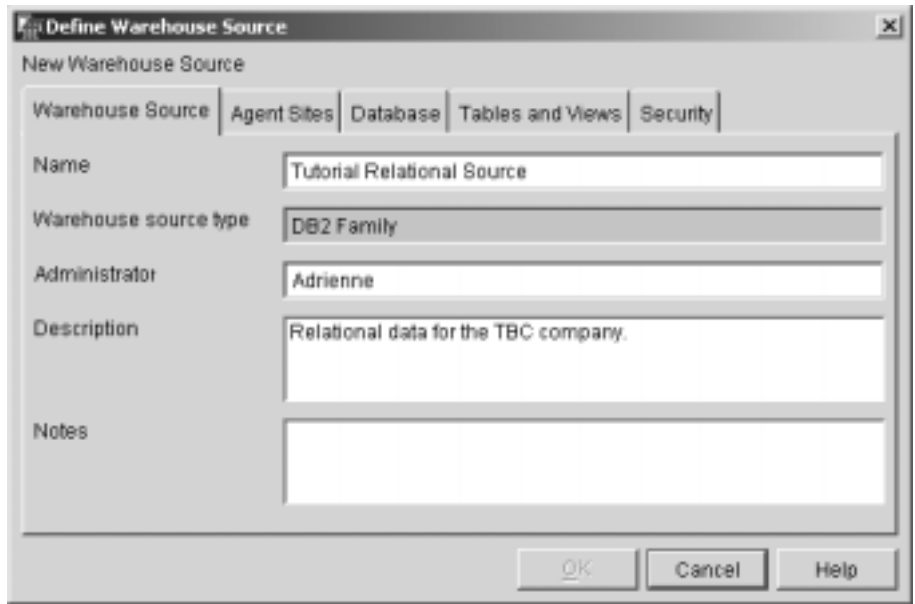 Define Warehouse Source
New Warehouse Source
Warehouse Source Agent Sites Database Tables and Views Security
Name Tutorial Relational Source
Warehouse source type DB2 Family
Administrator Adrienne
Description Relational data for the TBC company.
Notes
OK Cancel Help